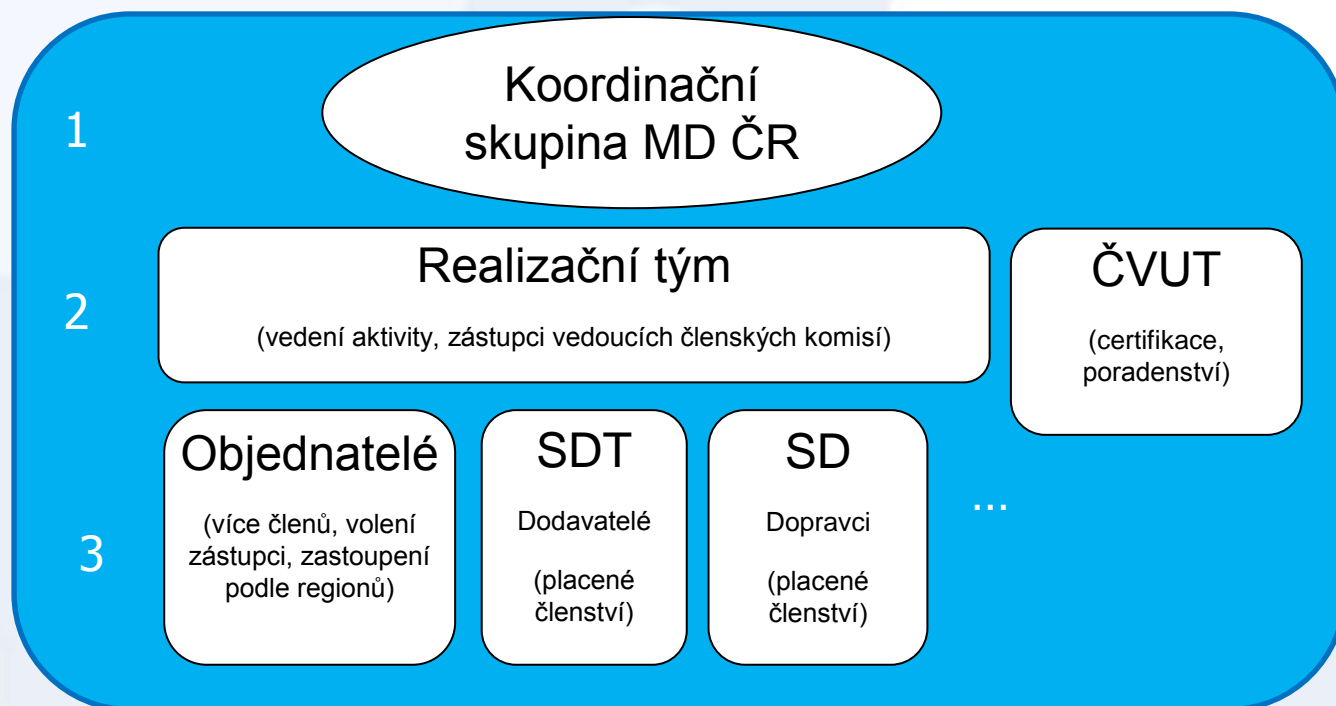 1
Koordinační
skupina MD ČR
2
Realizační tým
(vedení aktivity, zástupci vedoucích členských komisí)
ČVUT
(certifikace,
poradenství)
3
Objednatelé
(více členů, volení
zástupci, zastoupení
podle regionů)
SDT
Dodavatelé
(placené
členství)
SD
Dopravci
(placené
členství)
...